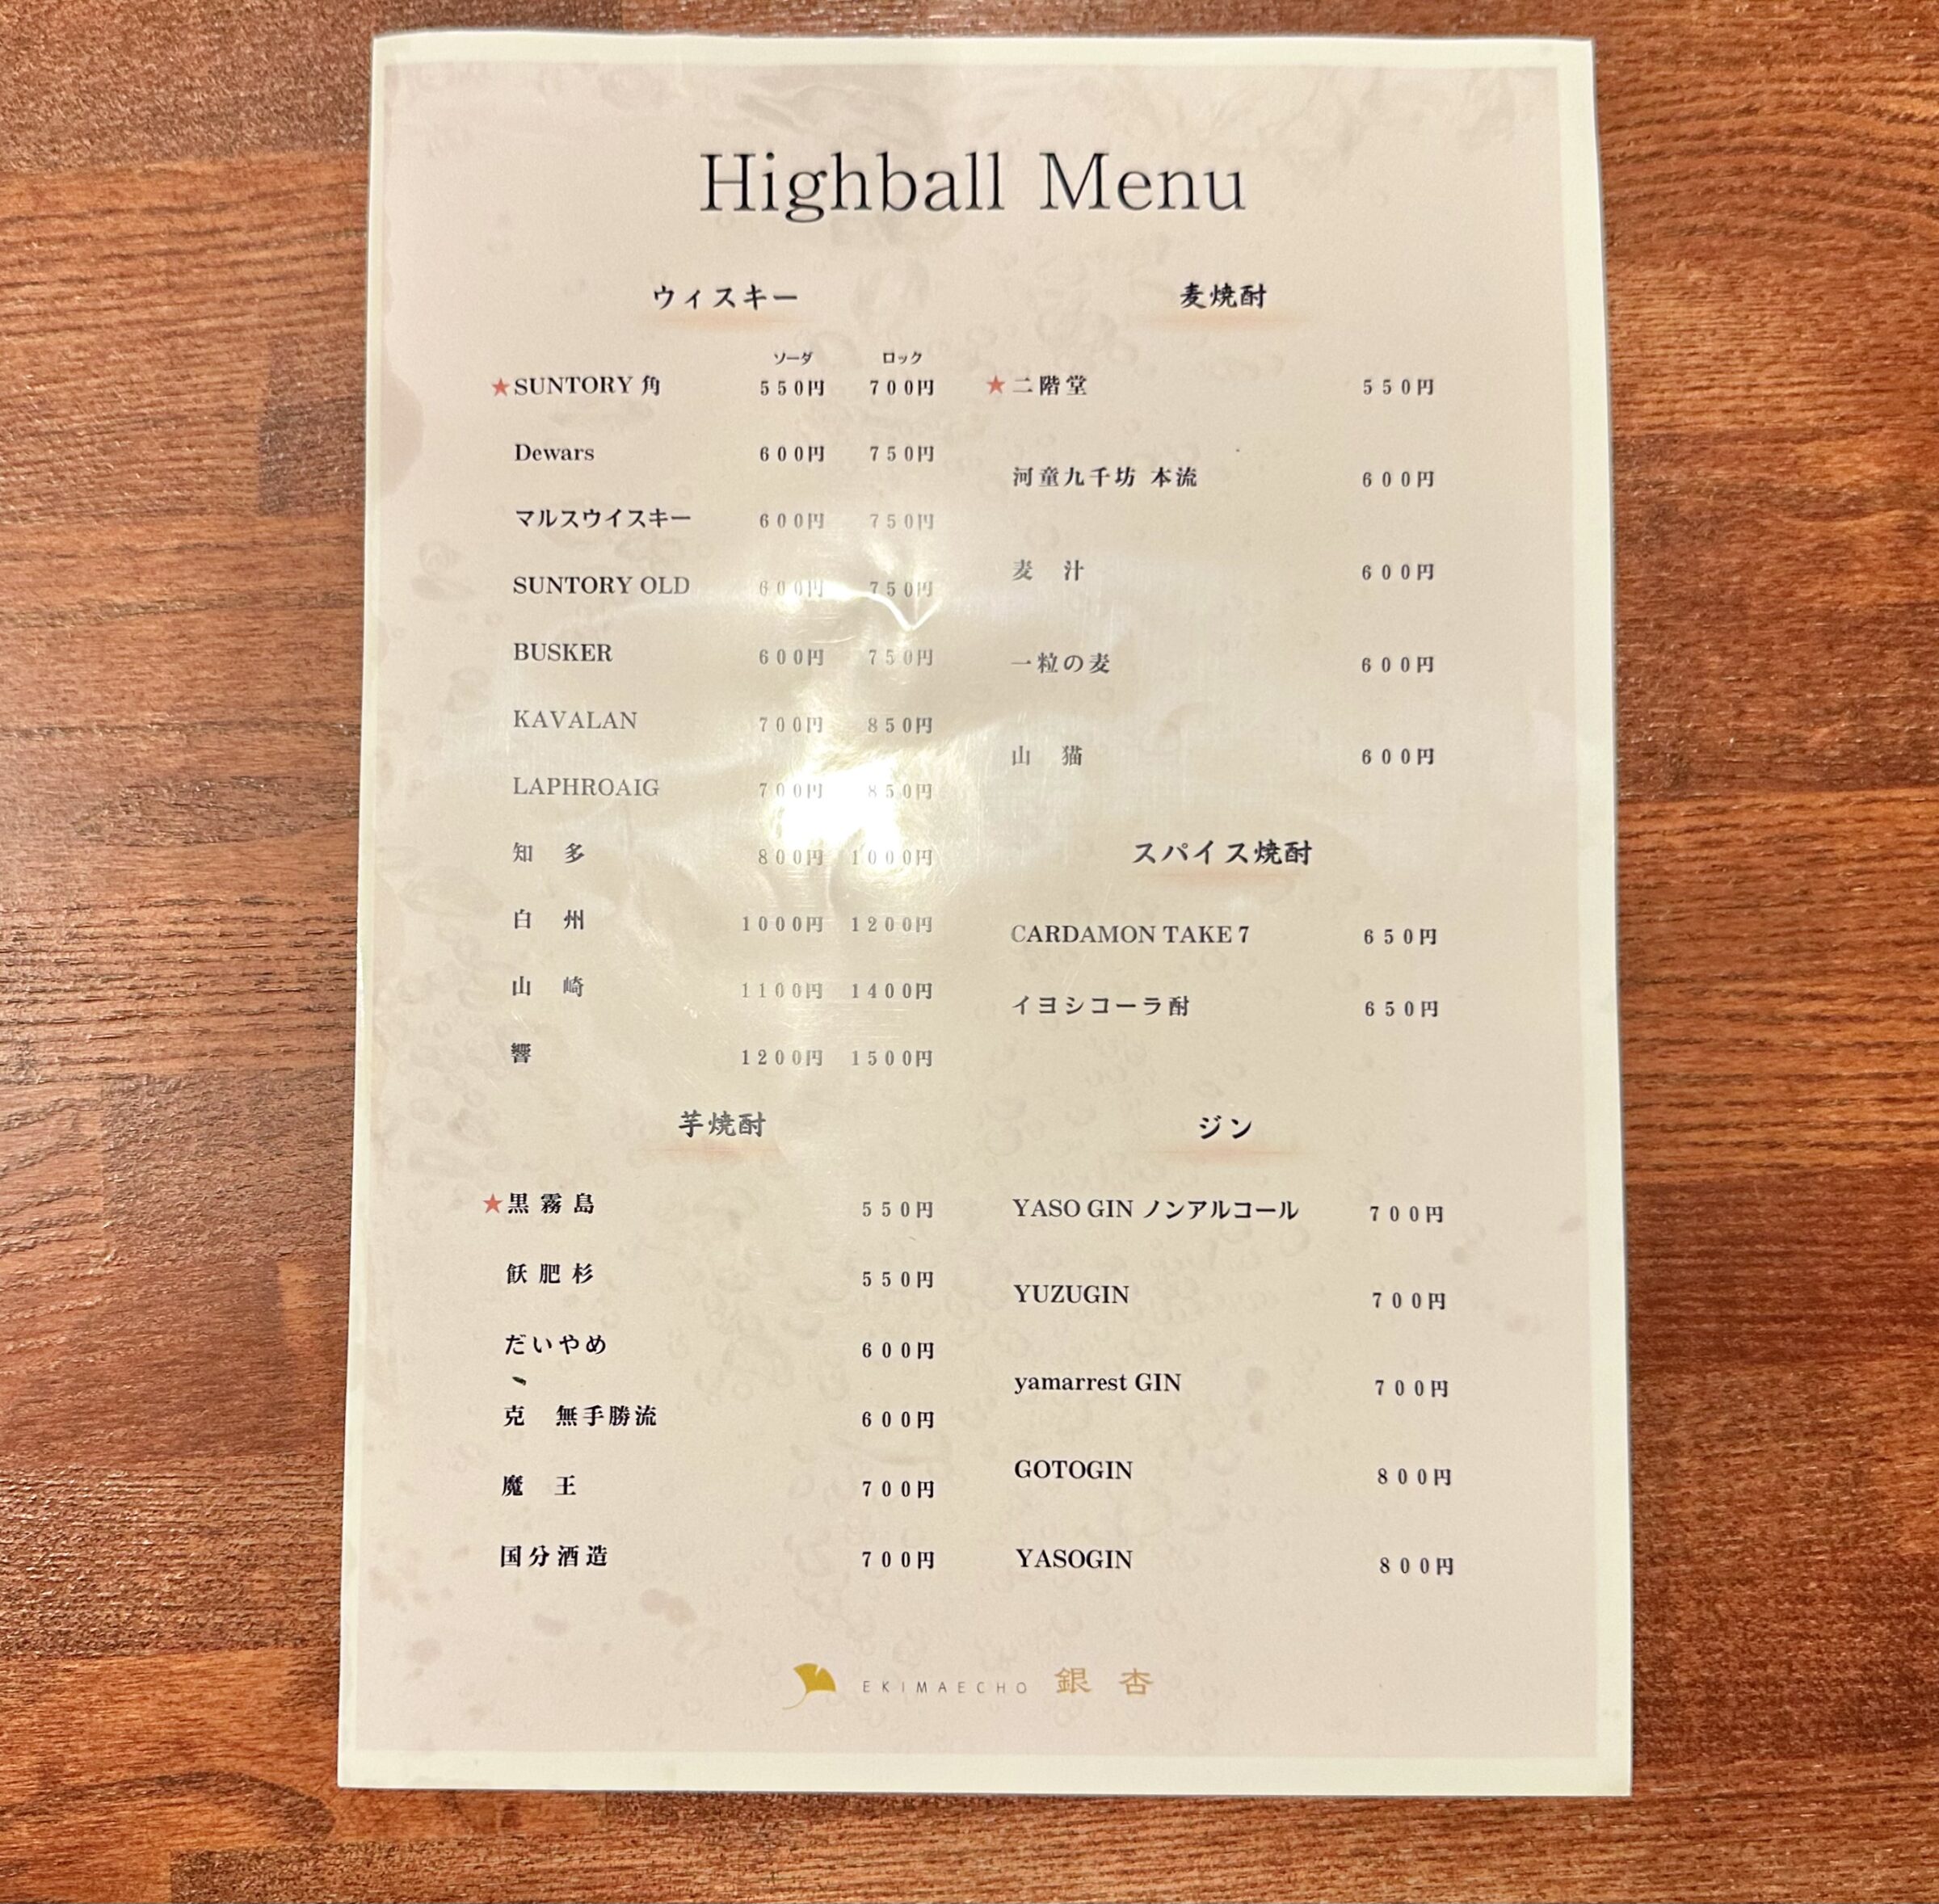 Highball Menu
ウィスキー
ソーダ ロック
★SUNTORY 角 550円 700円
Dewars 600円 750円
マルスウイスキー 600円 750円
SUNTORY OLD 600円 750円
BUSKER 600円 750円
KAVALAN 700円 850円
LAPHROAIG 700円 850円
知 多 800円 1000円
白 州 1000円 1200円
山 崎 1100円 1400円
響 1200円 1500円
芋焼酎
★黒霧島 550円
飫肥杉 550円
だいやめ 600円
克 無手勝流 600円
魔 王 700円
国分酒造 700円
麦焼酎
★二階堂 550円
河童九千坊 本流 600円
麦 汁 600円
一粒の麦 600円
山 猫 600円
スパイス焼酎
CARDAMON TAKE 7 650円
イヨシコーラ酎 650円
ジン
YASO GIN ノンアルコール 700円
YUZUGIN 700円
yamarrest GIN 700円
GOTOGIN 800円
YASOGIN 800円
EKIMAECHO 銀 杏